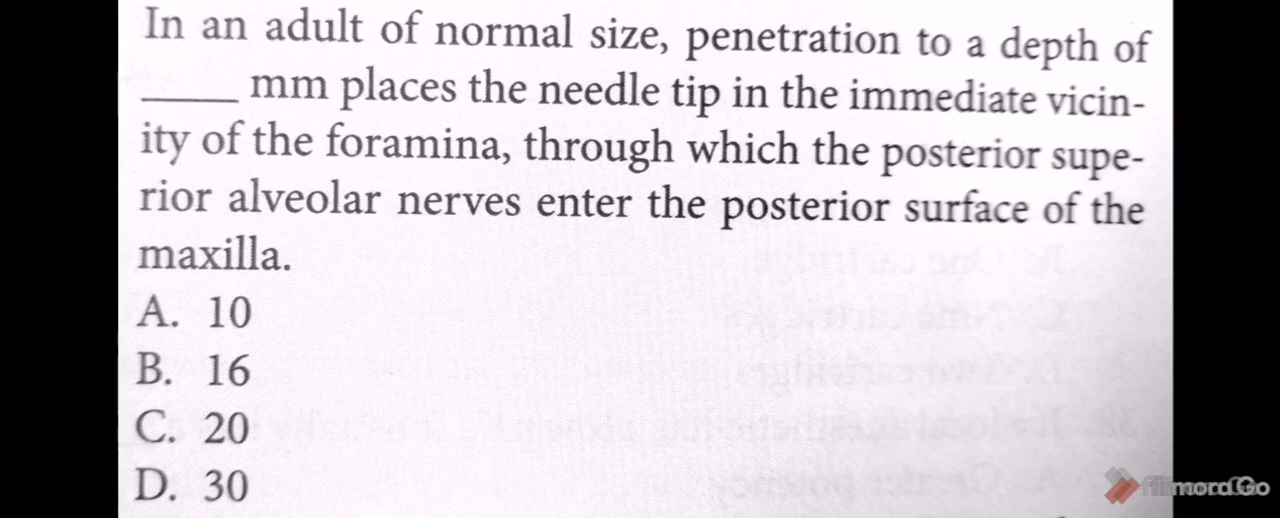 In an adult of normal size, penetration to a depth of
_____ mm places the needle tip in the immediate vicin-
ity of the foramina, through which the posterior supe-
rior alveolar nerves enter the posterior surface of the
maxilla.
A. 10
B. 16
C. 20
D. 30
filmoraGo